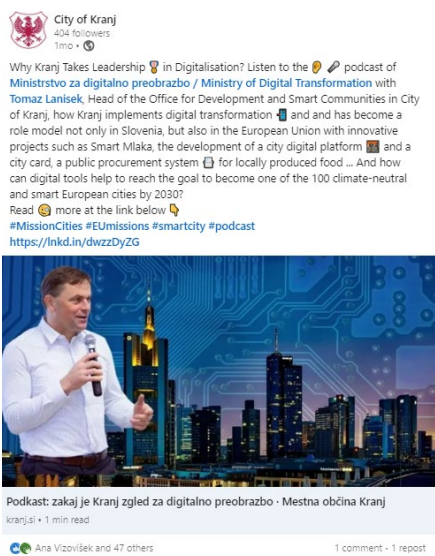 City of Kranj
404 followers
1mo •
Why Kranj Takes Leadership 🎖 in Digitalisation? Listen to the 👂 🎤 podcast of
Ministrstvo za digitalno preobrazbo / Ministry of Digital Transformation with
Tomaz Lanisek, Head of the Office for Development and Smart Communities in City
of Kranj, how Kranj implements digital transformation 📲 and and has become a
role model not only in Slovenia, but also in the European Union with innovative
projects such as Smart Mlaka, the development of a city digital platform 🌇 and a
city card, a public procurement system 🖨 for locally produced food ... And how
can digital tools help to reach the goal to become one of the 100 climate-neutral
and smart European cities by 2030?
Read 🧐 more at the link below 👇
#MissionCities #EUmissions #smartcity #podcast
https://lnkd.in/dwzzDyZG
Podkast: zakaj je Kranj zgled za digitalno preobrazbo · Mestna občina Kranj
kranj.si • 1 min read
Ana Vizovišek and 47 others
1 comment · 1 repost